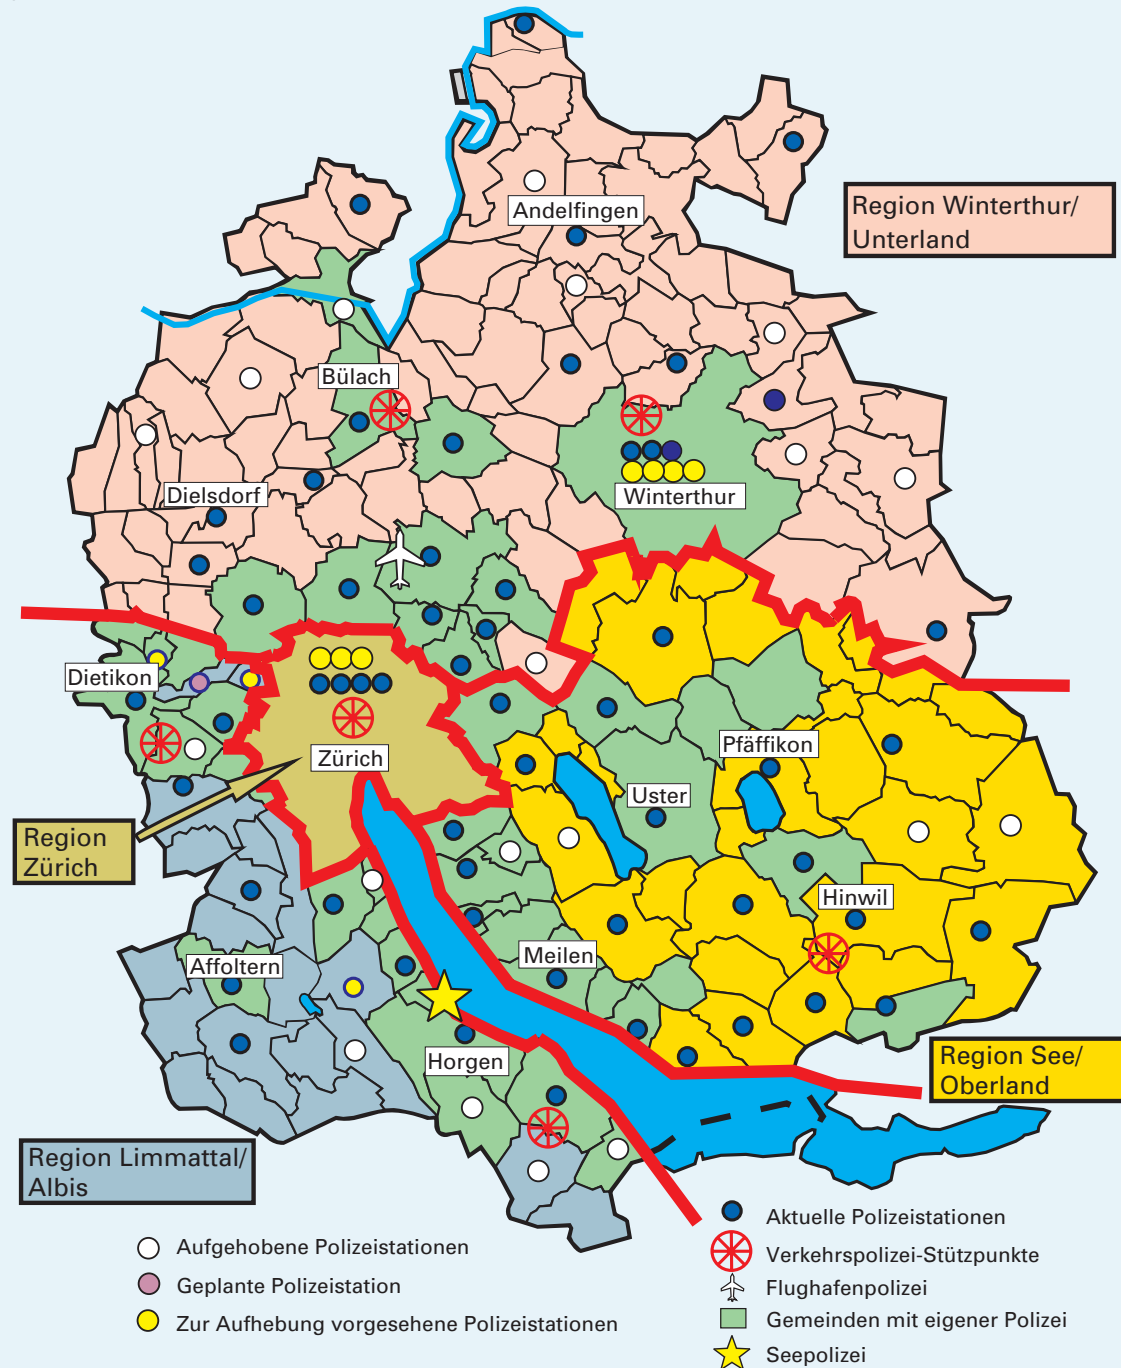 Andelfingen
Region Winterthur/
Unterland
Bülach
Dielsdorf
Winterthur
Dietikon
Zürich
Pfäffikon
Uster
Region
Zürich
Hinwil
Affoltern
Meilen
Horgen
Region See/
Oberland
Region Limmattal/
Albis
Aufgehobene Polizeistationen
Geplante Polizeistation
Zur Aufhebung vorgesehene Polizeistationen
Aktuelle Polizeistationen
Verkehrspolizei-Stützpunkte
Flughafenpolizei
Gemeinden mit eigener Polizei
Seepolizei